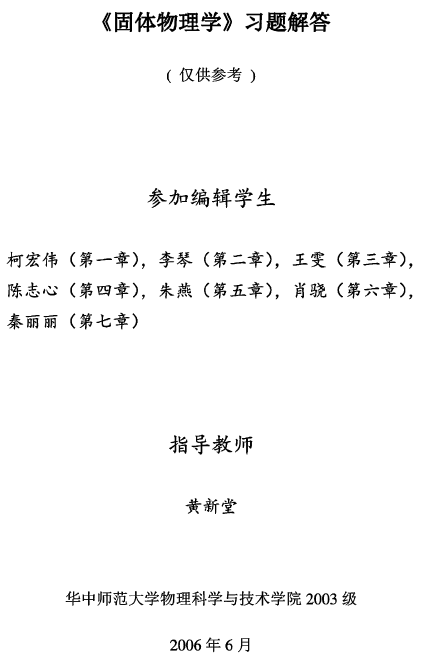 《固体物理学》习题解答
( 仅供参考 )
参加编辑学生
柯宏伟（第一章），李琴（第二章），王雯（第三章），
陈志心（第四章），朱燕（第五章），肖骁（第六章），
秦丽丽（第七章）
指导教师
黄新堂
华中师范大学物理科学与技术学院 2003 级
2006 年 6 月